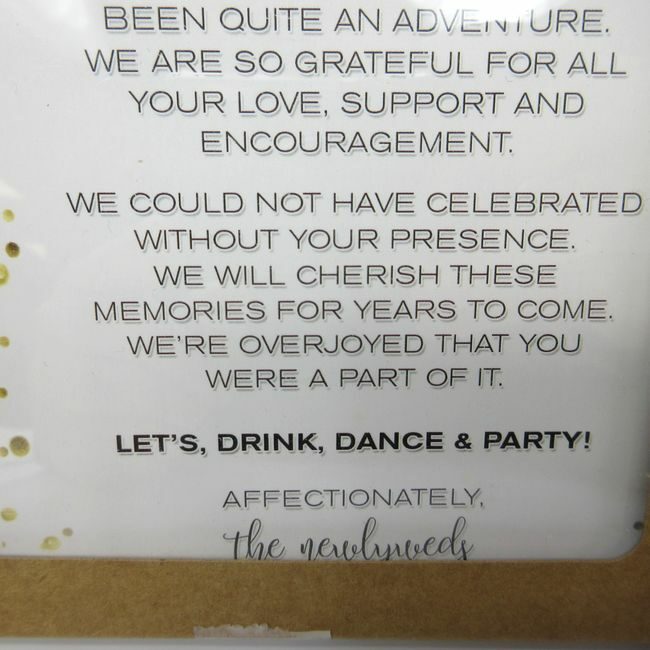 BEEN QUITE AN ADVENTURE.
WE ARE SO GRATEFUL FOR ALL
YOUR LOVE, SUPPORT AND
ENCOURAGEMENT.
WE COULD NOT HAVE CELEBRATED
WITHOUT YOUR PRESENCE.
WE WILL CHERISH THESE
MEMORIES FOR YEARS TO COME.
WE'RE OVERJOYED THAT YOU
WERE A PART OF IT.
LET'S, DRINK, DANCE & PARTY!
AFFECTIONATELY,
the newlyweds